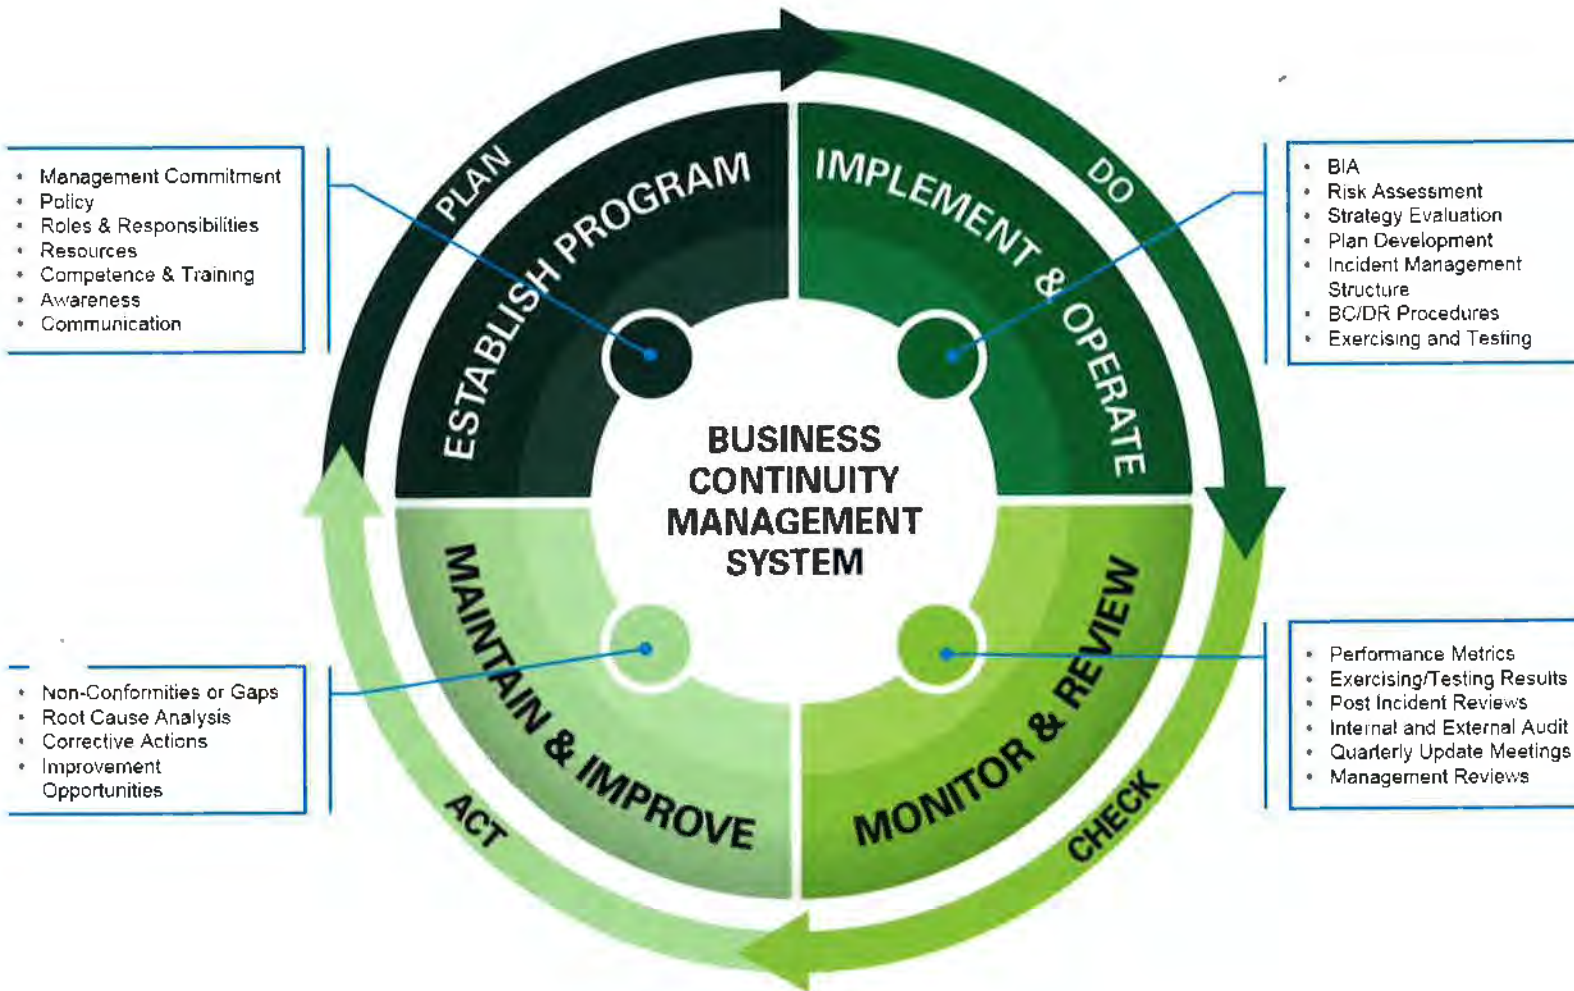 PLAN
DO
CHECK
ACT
ESTABLISH PROGRAM
IMPLEMENT & OPERATE
MONITOR & REVIEW
MAINTAIN & IMPROVE
BUSINESS
CONTINUITY
MANAGEMENT
SYSTEM
• Management Commitment
• Policy
• Roles & Responsibilities
• Resources
• Competence & Training
• Awareness
• Communication
• BIA
• Risk Assessment
• Strategy Evaluation
• Plan Development
• Incident Management
Structure
• BC/DR Procedures
• Exercising and Testing
• Performance Metrics
• Exercising/Testing Results
• Post Incident Reviews
• Internal and External Audit
• Quarterly Update Meetings
• Management Reviews
• Non-Conformities or Gaps
• Root Cause Analysis
• Corrective Actions
• Improvement
Opportunities